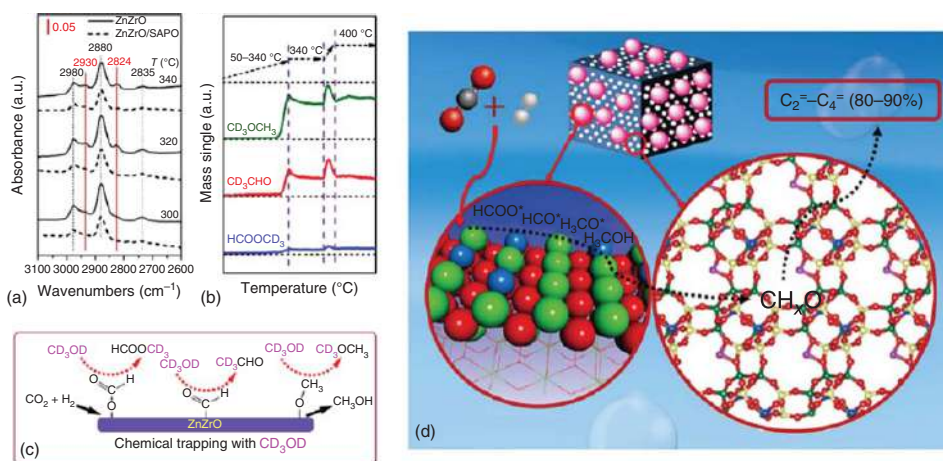 0.05
ZnZrO
ZnZrO/SAPO
2880
2980
2930
2824
2835
T (°C)
340
320
300
Absorbance (a.u.)
3100 3000 2900 2800 2700 2600
Wavenumbers (cm⁻¹)
(a)
400 °C
340 °C
50–340 °C
CD₃OCH₃
CD₃CHO
HCOOCD₃
Mass single (a.u.)
Temperature (°C)
(b)
CD₃OD
HCOOCD₃
CD₃OD
CD₃CHO
CD₃OD
CD₃OCH₃
O
H
O
O
H
CH₃
O
CO₂ + H₂
CH₃OH
ZnZrO
Chemical trapping with CD₃OD
(c)
+
C₂⁼–C₄⁼ (80–90%)
HCOO*
HCO*
H₃CO*
H₃COH
CHₓO
(d)